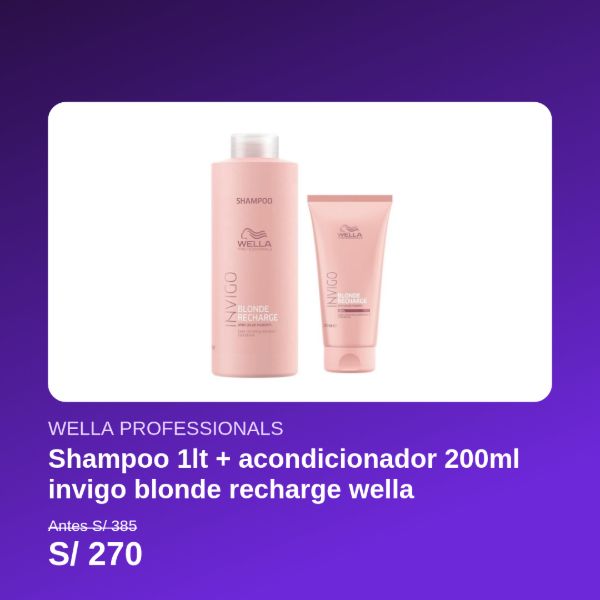 SHAMPOO
WELLA
INVIGO
BLONDE
RECHARGE
WELLA
INVIGO
BLONDE
RECHARGE
WELLA PROFESSIONALS
Shampoo 1lt + acondicionador 200ml
invigo blonde recharge wella
Antes S/ 385
S/ 270